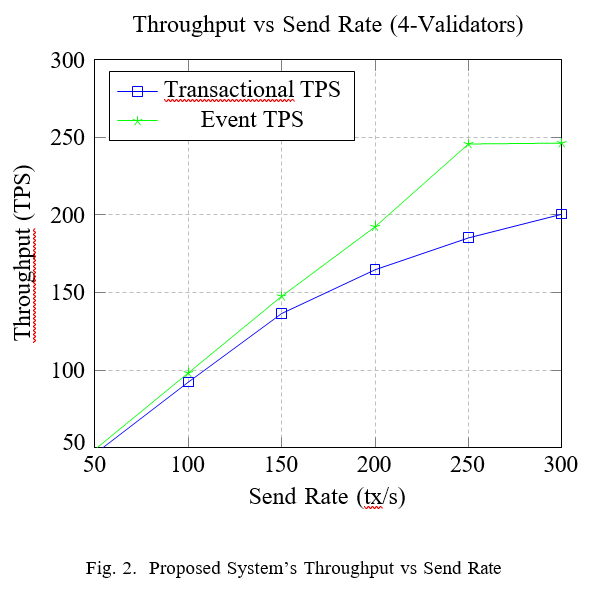 Throughput vs Send Rate (4-Validators)
300
250
200
150
100
50
Transactional TPS
Event TPS
Throughput (TPS)
50 100 150 200 250 300
Send Rate (tx/s)
Fig. 2. Proposed System's Throughput vs Send Rate